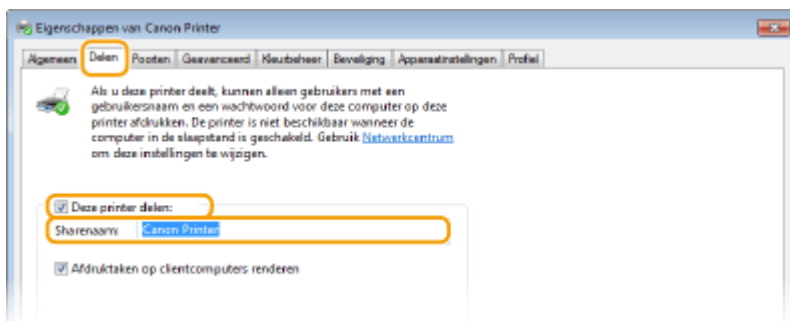 Eigenschappen van Canon Printer
Algemeen Delen Poorten Geavanceerd Kleurbeheer Beveiliging Apparaatinstellingen Profiel
Als u deze printer deelt, kunnen alleen gebruikers met een
gebruikersnaam en een wachtwoord voor deze computer op deze
printer afdrukken. De printer is niet beschikbaar wanneer de
computer in de slaapstand is geschakeld. Gebruik Netwerkcentrum
om deze instellingen te wijzigen.
Deze printer delen:
Sharenaam: Canon Printer
Afdruktaken op clientcomputers renderen